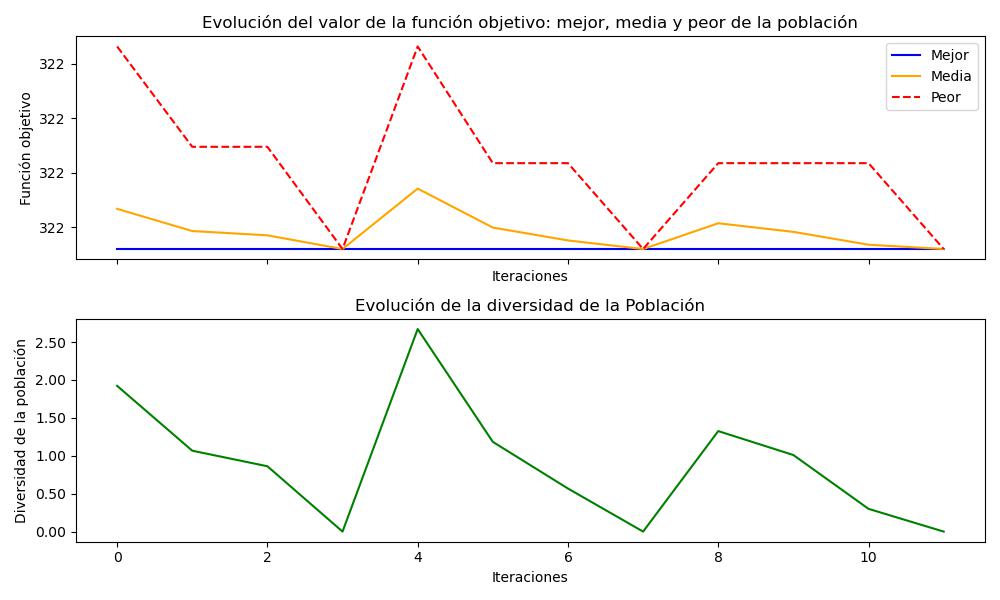 Evolución del valor de la función objetivo: mejor, media y peor de la población
Función objetivo
322
322
322
322
Mejor
Media
Peor
Iteraciones
Evolución de la diversidad de la Población
Diversidad de la población
2.50
2.00
1.50
1.00
0.50
0.00
0 2 4 6 8 10
Iteraciones